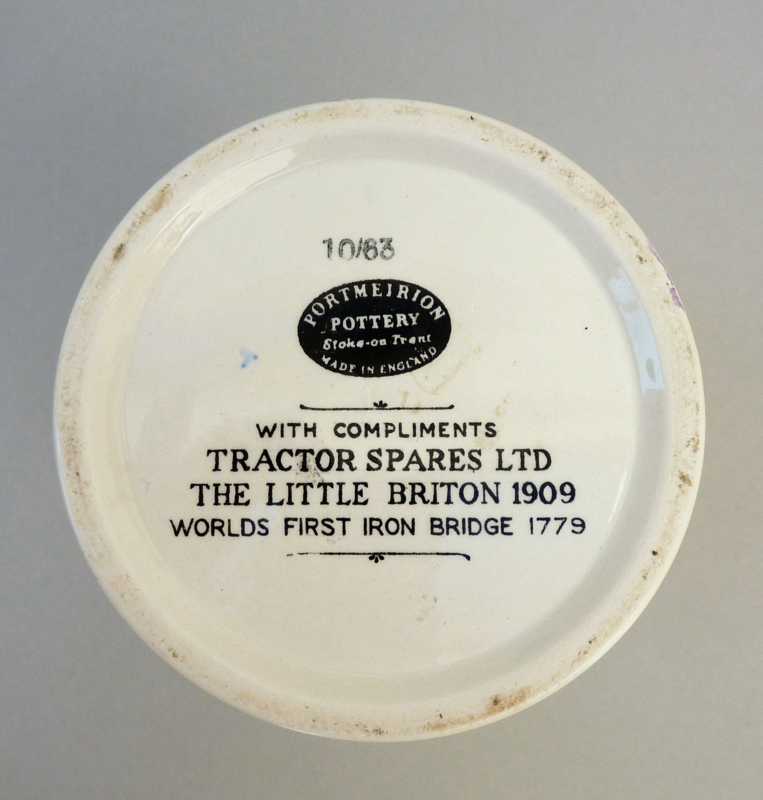 10/63
PORTMEIRION
POTTERY
Stoke-on Trent
MADE IN ENGLAND
WITH COMPLIMENTS
TRACTOR SPARES LTD
THE LITTLE BRITON 1909
WORLDS FIRST IRON BRIDGE 1779